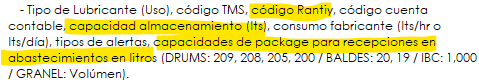 - Tipo de Lubricante (Uso), código TMS, código Rantiy, código cuenta
contable, capacidad almacenamiento (lts), consumo fabricante (lts/hr o
lts/día), tipos de alertas, capacidades de package para recepciones en
abastecimientos en litros (DRUMS: 209, 208, 205, 200 / BALDES: 20, 19 / IBC: 1,000
/ GRANEL: Volúmen).